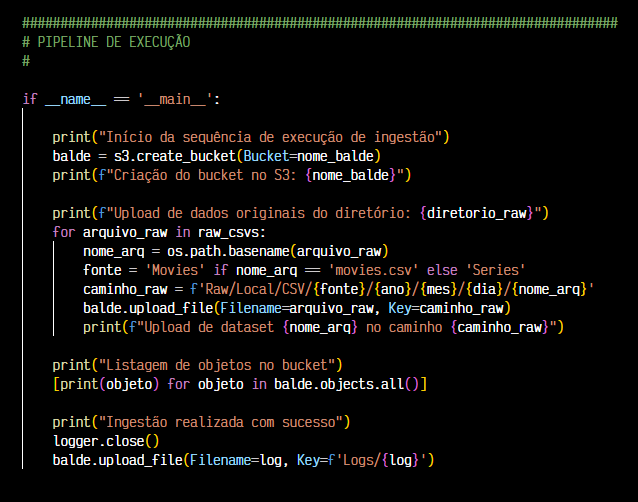 ###############################################################################
# PIPELINE DE EXECUÇÃO
#
if __name__ == '__main__':
    print("Início da sequência de execução de ingestão")
    balde = s3.create_bucket(Bucket=nome_balde)
    print(f"Criação do bucket no S3: {nome_balde}")
    print(f"Upload de dados originais do diretório: {diretorio_raw}")
    for arquivo_raw in raw_csvs:
        nome_arq = os.path.basename(arquivo_raw)
        fonte = 'Movies' if nome_arq == 'movies.csv' else 'Series'
        caminho_raw = f'Raw/Local/CSV/{fonte}/{ano}/{mes}/{dia}/{nome_arq}'
        balde.upload_file(Filename=arquivo_raw, Key=caminho_raw)
        print(f"Upload de dataset {nome_arq} no caminho {caminho_raw}")
    print("Listagem de objetos no bucket")
    [print(objeto) for objeto in balde.objects.all()]
    print("Ingestão realizada com sucesso")
    logger.close()
    balde.upload_file(Filename=log, Key=f'Logs/{log}')